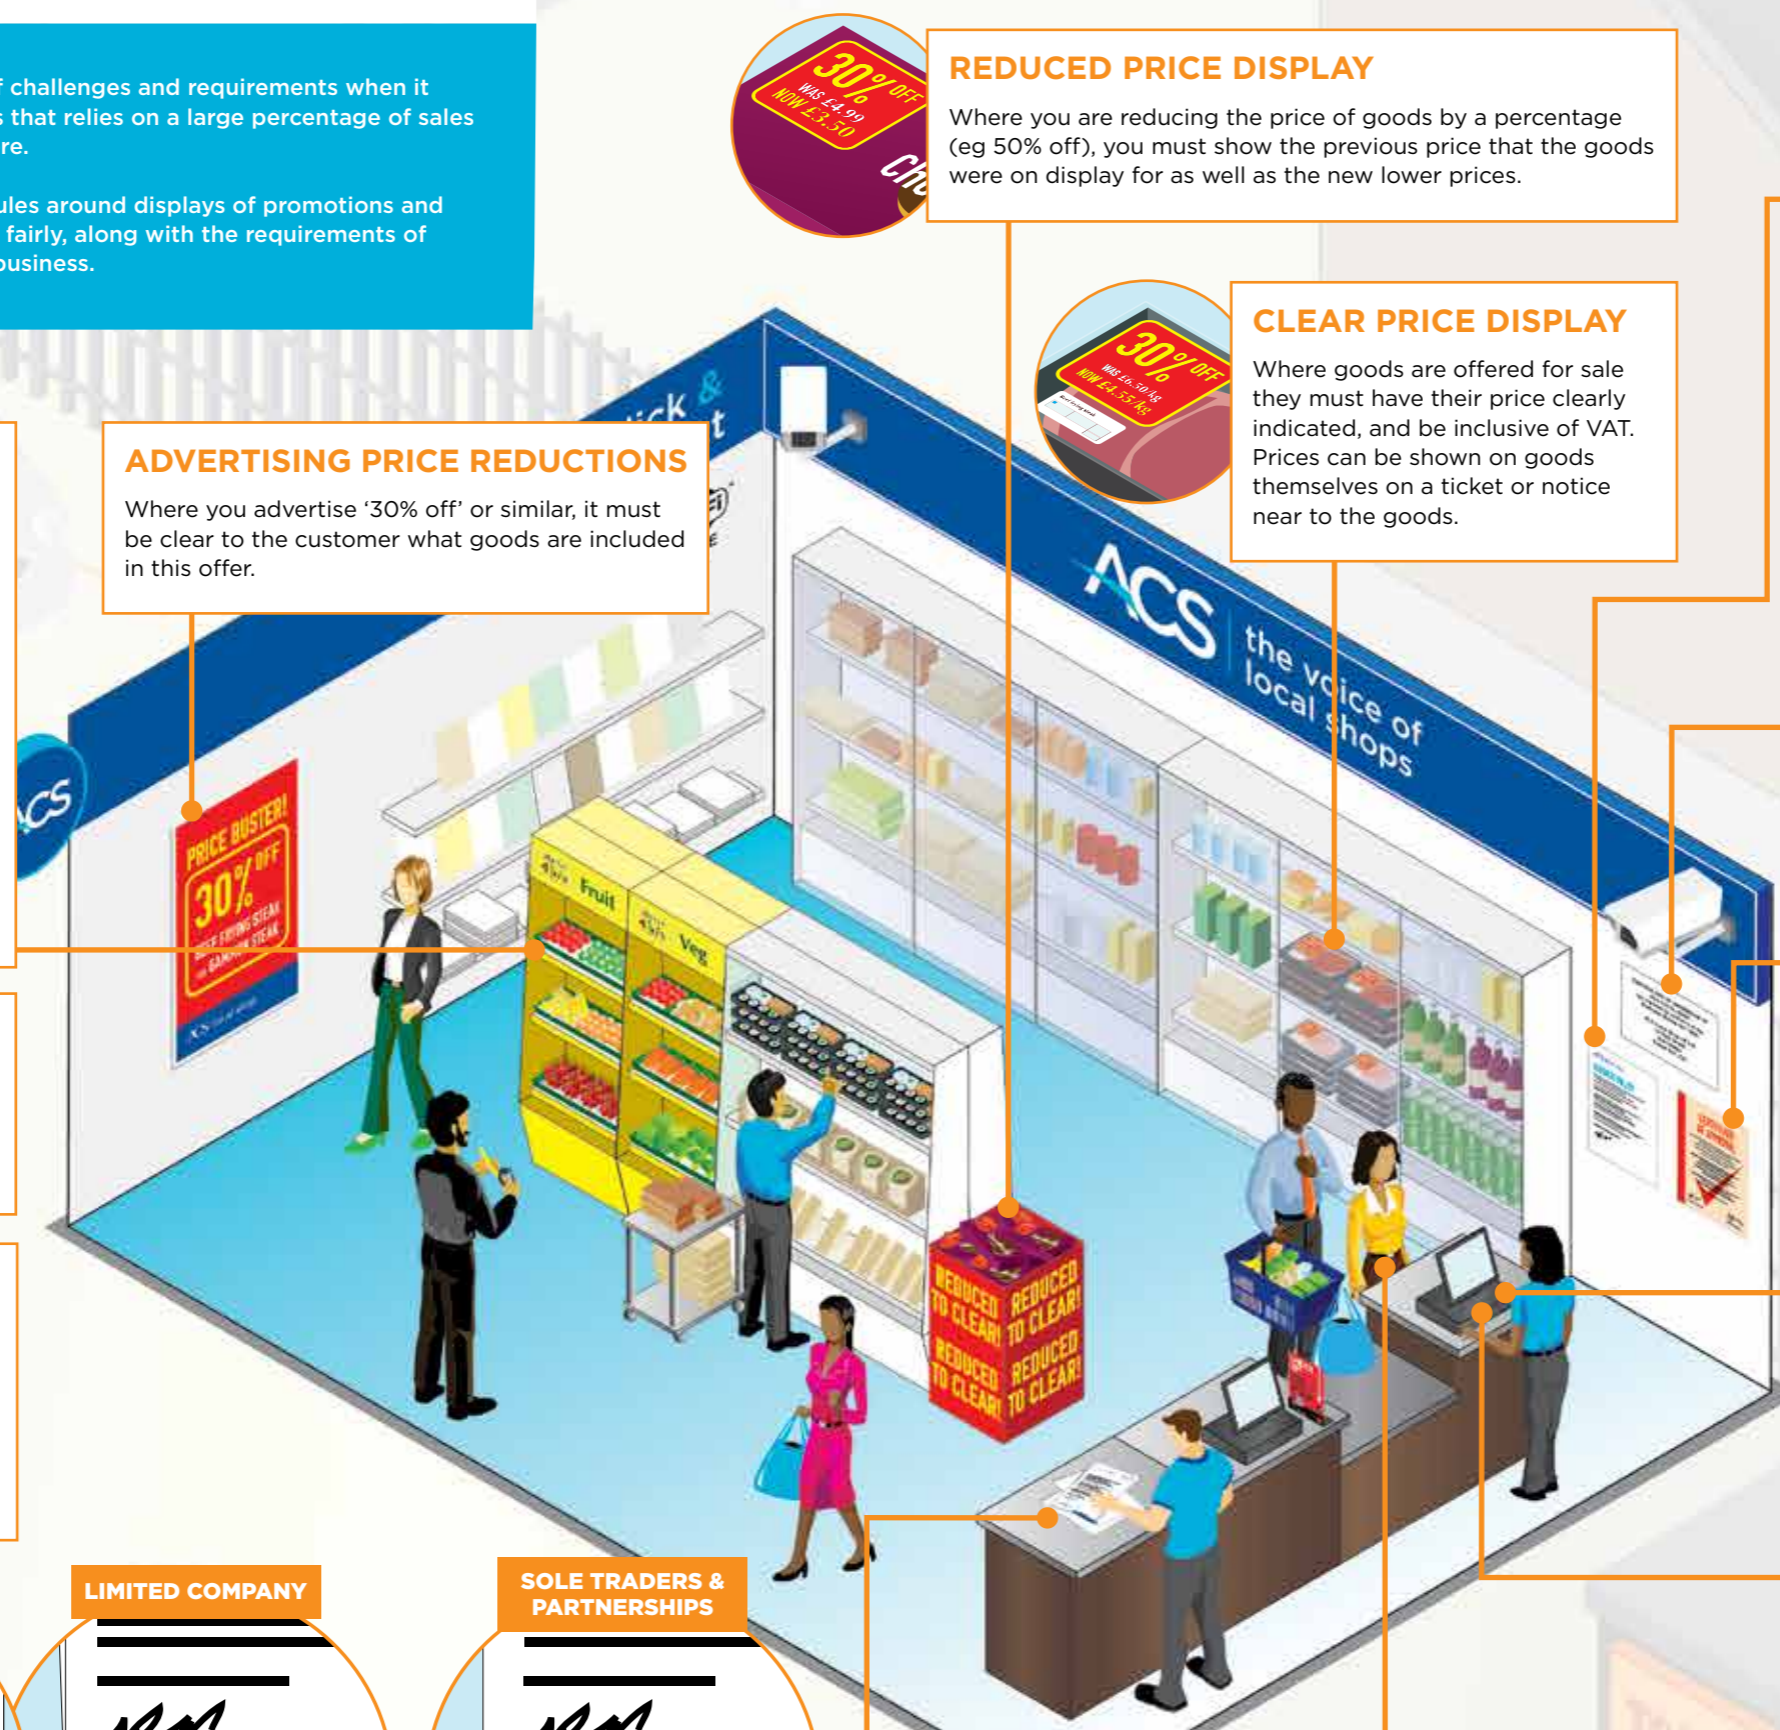 f challenges and requirements when it
s that relies on a large percentage of sales
re.
ules around displays of promotions and
fairly, along with the requirements of
business.
30% OFF
WAS £4.99
NOW £3.50
REDUCED PRICE DISPLAY
Where you are reducing the price of goods by a percentage
(eg 50% off), you must show the previous price that the goods
were on display for as well as the new lower prices.
30% OFF
WAS £6.50/kg
NOW £4.55/kg
CLEAR PRICE DISPLAY
Where goods are offered for sale
they must have their price clearly
indicated, and be inclusive of VAT.
Prices can be shown on goods
themselves on a ticket or notice
near to the goods.
ADVERTISING PRICE REDUCTIONS
Where you advertise ‘30% off’ or similar, it must
be clear to the customer what goods are included
in this offer.
ick &
t
ACS
the voice of
local shops
ACS
PRICE BUSTER!
30% OFF
BEEF FRYING STEAK
GAMMON STEAK
Fruit
Veg
REDUCED
TO CLEAR!
REDUCED
TO CLEAR!
REDUCED
TO CLEAR!
REDUCED
TO CLEAR!
LIMITED COMPANY
SOLE TRADERS &
PARTNERSHIPS